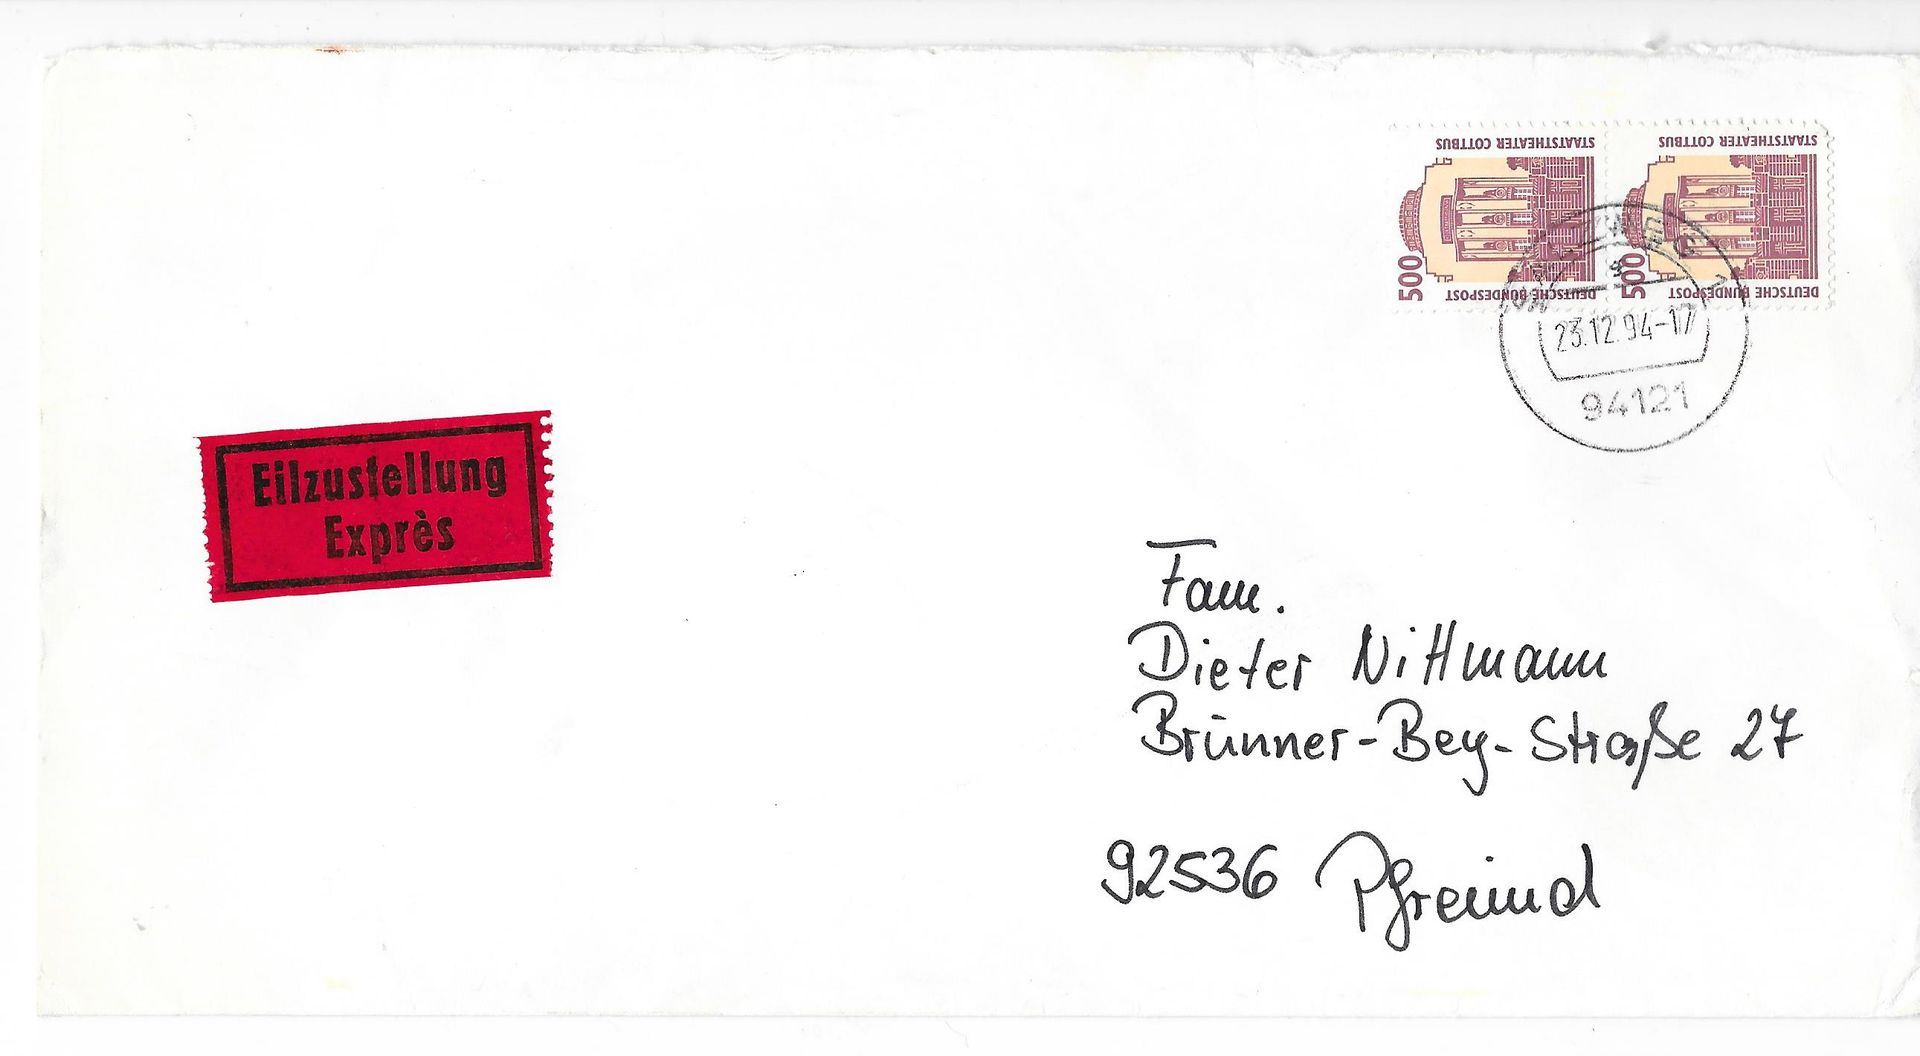 STAATSTHEATER COTTBUS
500
DEUTSCHE BUNDESPOST
STAATSTHEATER COTTBUS
500
DEUTSCHE BUNDESPOST
23.12.94-17
94121
Eilzustellung
Exprès
Fam.
Dieter Nittmann
Brünner-Bey-Straße 27
92536 Pfreimd